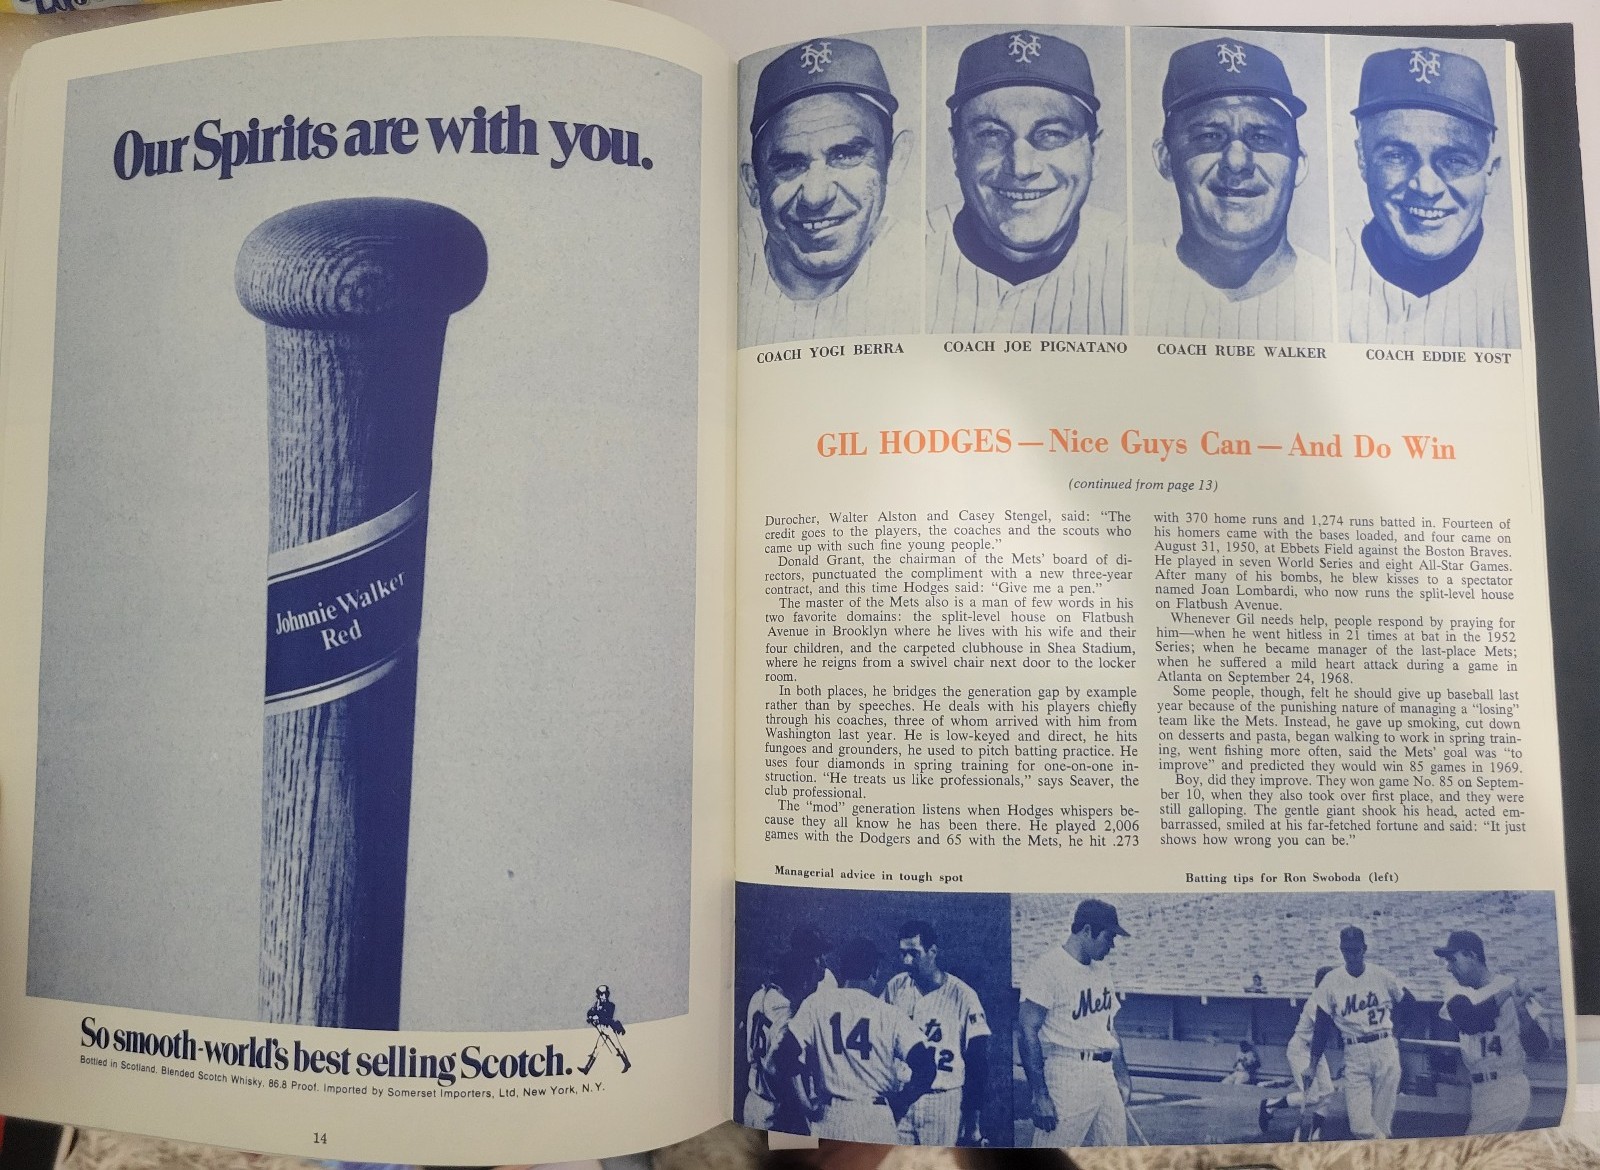 Our Spirits are with you.
Johnnie Walker
Red
So smooth-world's best selling Scotch.
Bottled in Scotland. Blended Scotch Whisky. 86.8 Proof. Imported by Somerset Importers, Ltd, New York, N.Y.
14
NY
NY
NY
NY
COACH YOGI BERRA
COACH JOE PIGNATANO
COACH RUBE WALKER
COACH EDDIE YOST
GIL HODGES — Nice Guys Can — And Do Win
(continued from page 13)
Durocher, Walter Alston and Casey Stengel, said: “The
credit goes to the players, the coaches and the scouts who
came up with such fine young people.”
Donald Grant, the chairman of the Mets’ board of di-
rectors, punctuated the compliment with a new three-year
contract, and this time Hodges said: “Give me a pen.”
The master of the Mets also is a man of few words in his
two favorite domains: the split-level house on Flatbush
Avenue in Brooklyn where he lives with his wife and their
four children, and the carpeted clubhouse in Shea Stadium,
where he reigns from a swivel chair next door to the locker
room.
In both places, he bridges the generation gap by example
rather than by speeches. He deals with his players chiefly
through his coaches, three of whom arrived with him from
Washington last year. He is low-keyed and direct, he hits
fungoes and grounders, he used to pitch batting practice. He
uses four diamonds in spring training for one-on-one in-
struction. “He treats us like professionals,” says Seaver, the
club professional.
The “mod” generation listens when Hodges whispers be-
cause they all know he has been there. He played 2,006
games with the Dodgers and 65 with the Mets, he hit .273
with 370 home runs and 1,274 runs batted in. Fourteen of
his homers came with the bases loaded, and four came on
August 31, 1950, at Ebbets Field against the Boston Braves.
He played in seven World Series and eight All-Star Games.
After many of his bombs, he blew kisses to a spectator
named Joan Lombardi, who now runs the split-level house
on Flatbush Avenue.
Whenever Gil needs help, people respond by praying for
him—when he went hitless in 21 times at bat in the 1952
Series; when he became manager of the last-place Mets;
when he suffered a mild heart attack during a game in
Atlanta on September 24, 1968.
Some people, though, felt he should give up baseball last
year because of the punishing nature of managing a “losing”
team like the Mets. Instead, he gave up smoking, cut down
on desserts and pasta, began walking to work in spring train-
ing, went fishing more often, said the Mets’ goal was “to
improve” and predicted they would win 85 games in 1969.
Boy, did they improve. They won game No. 85 on Septem-
ber 10, when they also took over first place, and they were
still galloping. The gentle giant shook his head, acted em-
barrassed, smiled at his far-fetched fortune and said: “It just
shows how wrong you can be.”
Managerial advice in tough spot
Batting tips for Ron Swoboda (left)
14
Mets
Mets
27
14